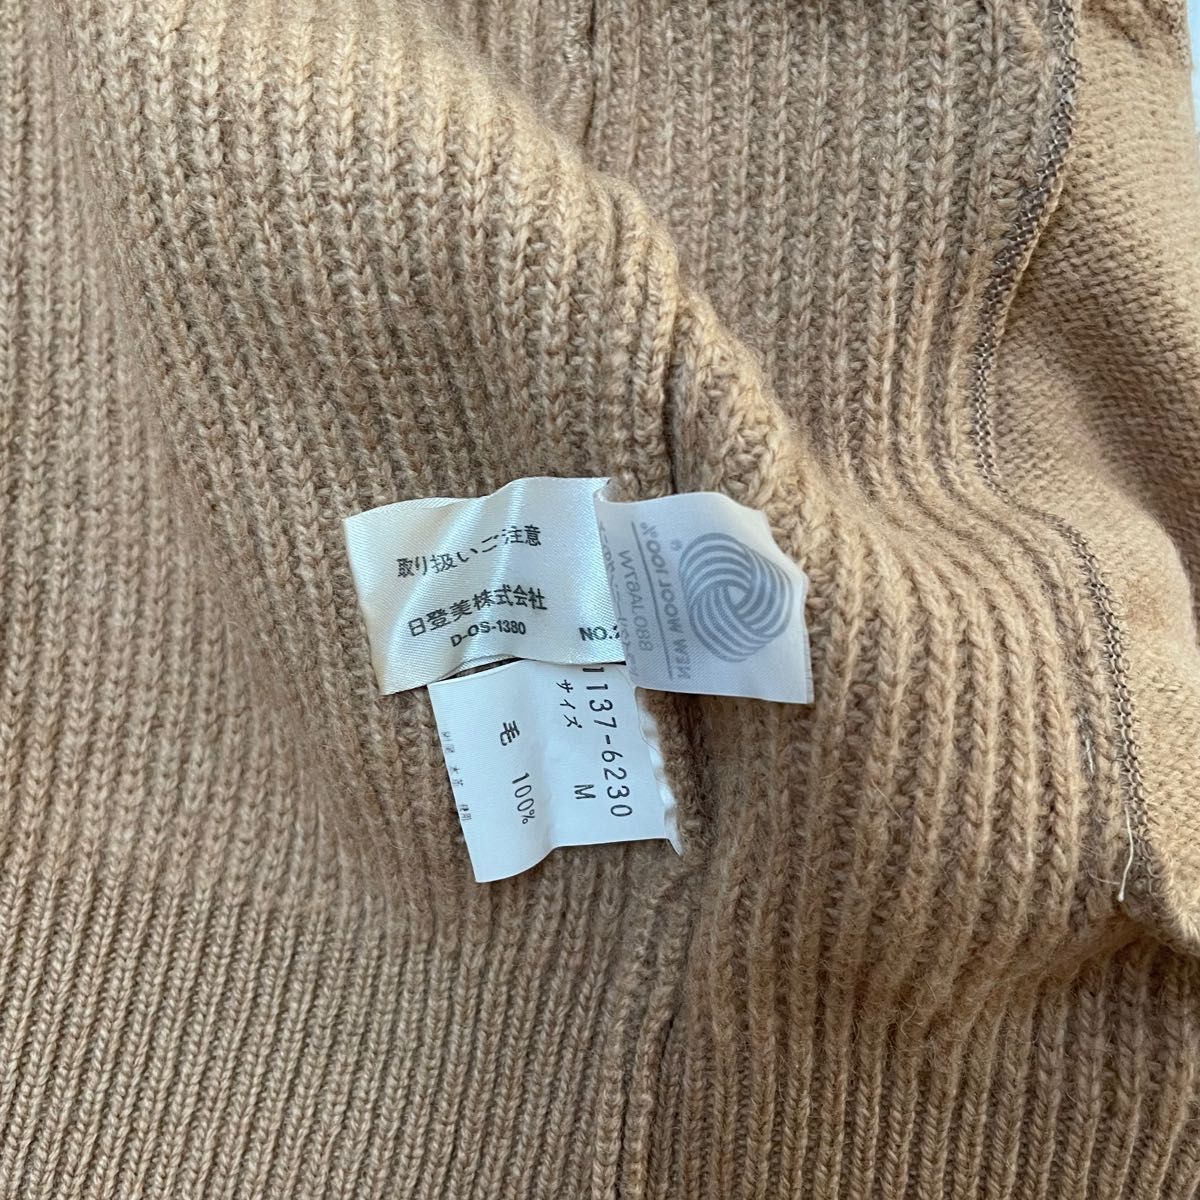 取り扱いご注意
日登美株式会社
D-OS-1380
NO.
1137-6230
サイズ M
毛 100%
NEW WOOL 100%